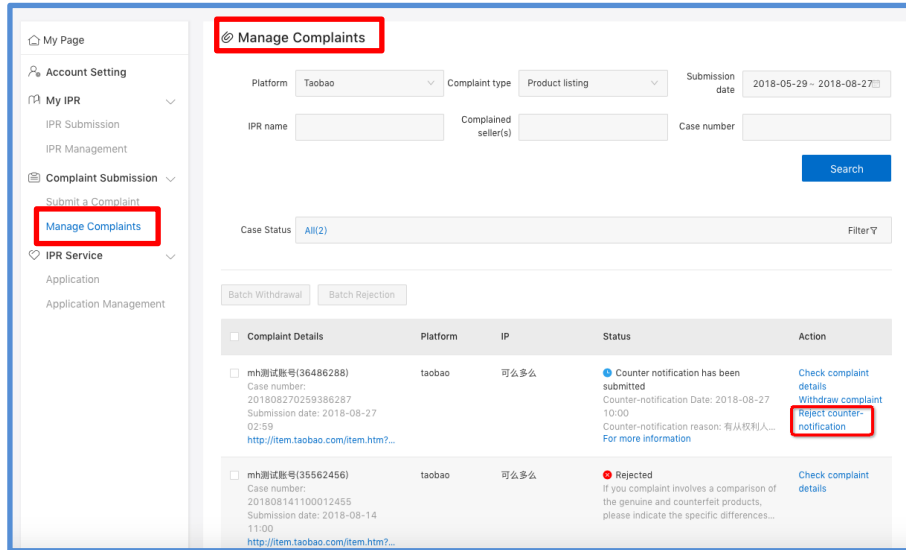 My Page
Account Setting
My IPR
IPR Submission
IPR Management
Complaint Submission
Submit a Complaint
Manage Complaints
IPR Service
Application
Application Management
Manage Complaints
Platform Taobao Complaint type Product listing Submission date 2018-05-29 ~ 2018-08-27
IPR name Complained seller(s) Case number
Search
Case Status All(2) Filter
Batch Withdrawal Batch Rejection
Complaint Details Platform IP Status Action
mh测试账号(36486288)
Case number:
201808270259386287
Submission date: 2018-08-27
02:59
http://item.taobao.com/item.htm?...
taobao
可么多么
Counter notification has been
submitted
Counter-notification Date: 2018-08-27
10:00
Counter-notification reason: 有从权利人...
For more information
Check complaint
details
Withdraw complaint
Reject counter-
notification
mh测试账号(35562456)
Case number:
201808141100012455
Submission date: 2018-08-14
11:00
http://item.taobao.com/item.htm?...
taobao
可么多么
Rejected
If you complaint involves a comparison of
the genuine and counterfeit products,
please indicate the specific differences...
Check complaint
details